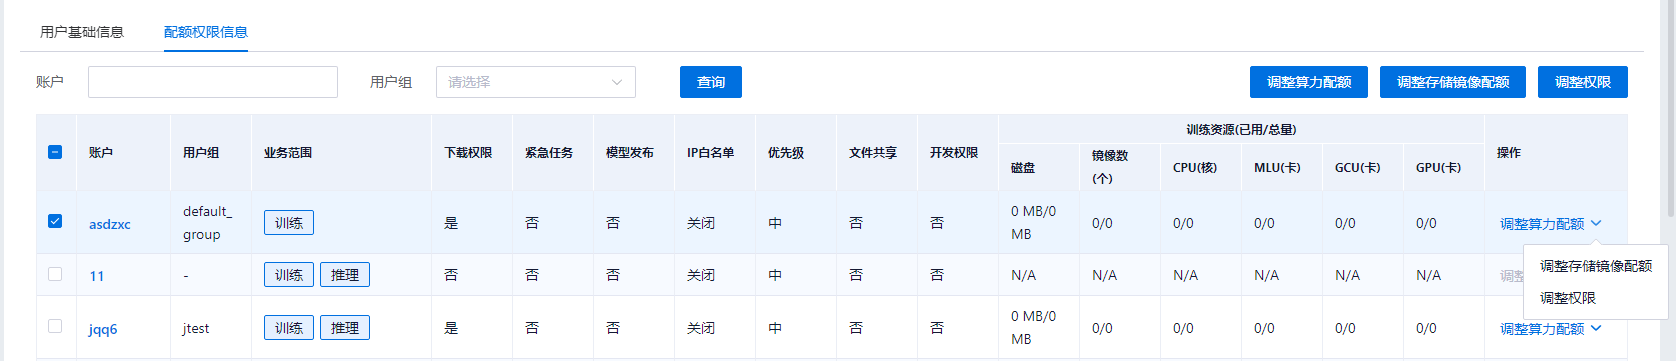 用户基础信息 配额权限信息
账户 用户组 请选择 查询 调整算力配额 调整存储镜像配额 调整权限
训练资源(已用/总量)
账户 用户组 业务范围 下载权限 紧急任务 模型发布 IP白名单 优先级 文件共享 开发权限 操作
磁盘 镜像数 CPU(核) MLU(卡) GCU(卡) GPU(卡)
(个)
default_ 0 MB/0
asdzxc 训练 是 否 否 关闭 中 否 否 0/0 0/0 0/0 0/0 0/0 调整算力配额
group MB
调整存储镜像配额
11 - 训练 推理 否 否 否 关闭 中 否 否 N/A N/A N/A N/A N/A N/A 调整
调整权限
0 MB/0
jqq6 jtest 训练 推理 是 否 否 关闭 中 否 否 0/0 0/0 0/0 0/0 0/0 调整算力配额
MB